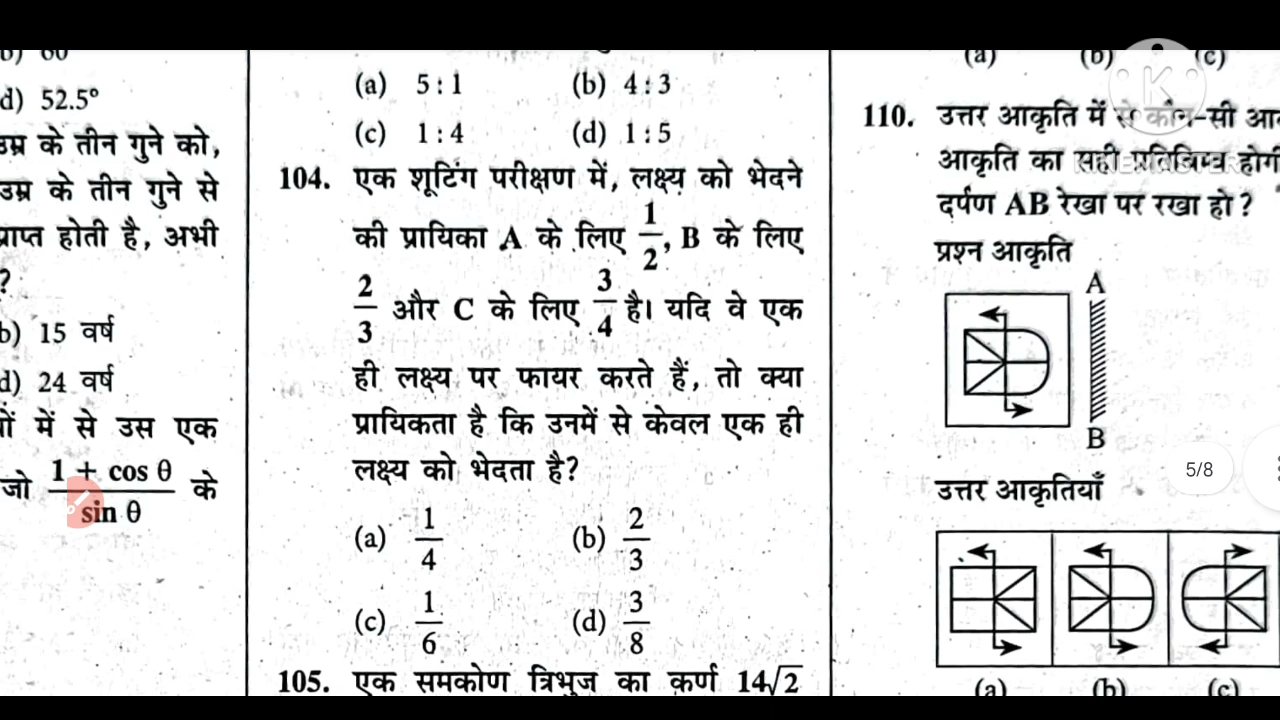 d) 52.5°
उम्र के तीन गुने को,
उम्र के तीन गुने से
प्राप्त होती है, अभी
?
b) 15 वर्ष
d) 24 वर्ष
में से उस एक
जो (1 + cos θ)/(sin θ) के
(a) 5 : 1 (b) 4 : 3
(c) 1 : 4 (d) 1 : 5
104. एक शूटिंग परीक्षण में, लक्ष्य को भेदने
की प्रायिका A के लिए 1/2, B के लिए
2/3 और C के लिए 3/4 है। यदि वे एक
ही लक्ष्य पर फायर करते हैं, तो क्या
प्रायिकता है कि उनमें से केवल एक ही
लक्ष्य को भेदता है?
(a) 1/4 (b) 2/3
(c) 1/6 (d) 3/8
105. एक समकोण त्रिभुज का कर्ण 14√2
(a) (b) (c)
K
110. उत्तर आकृति में से कौन-सी
आकृति का सही प्रतिबिम्ब होगी
KINEMASTER
दर्पण AB रेखा पर रखा हो ?
प्रश्न आकृति
A
B
5/8
उत्तर आकृतियाँ
(a) (b) (c)